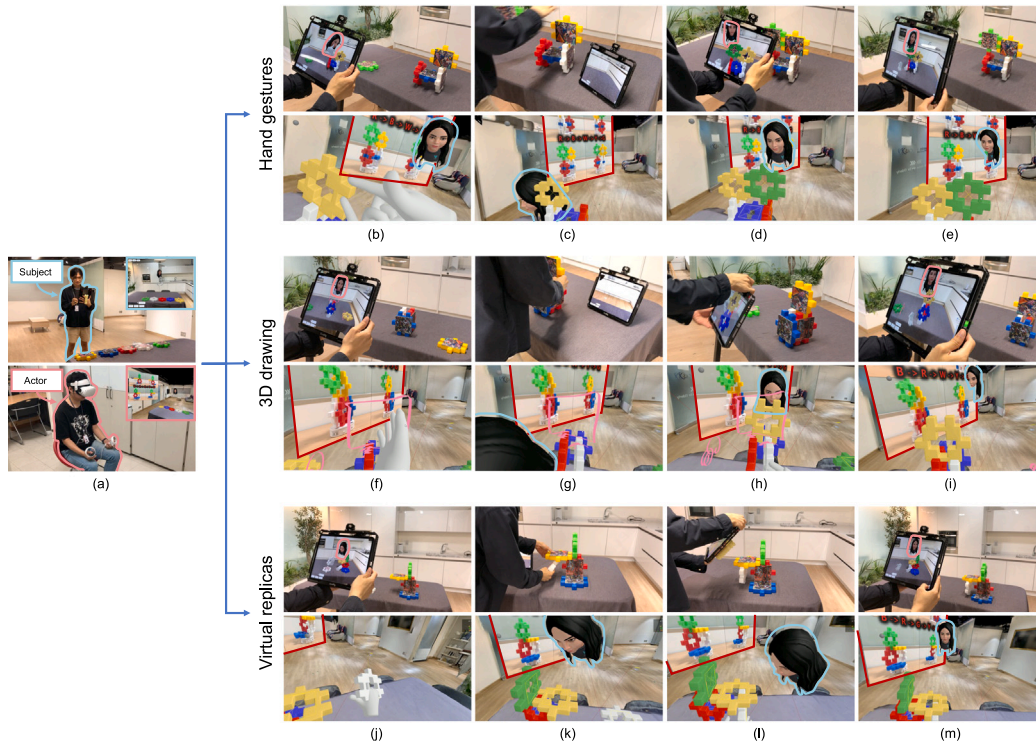 Hand gestures
(b)
(c)
(d)
(e)
Subject
Actor
(a)
3D drawing
(f)
(g)
(h)
(i)
Virtual replicas
(j)
(k)
(l)
(m)